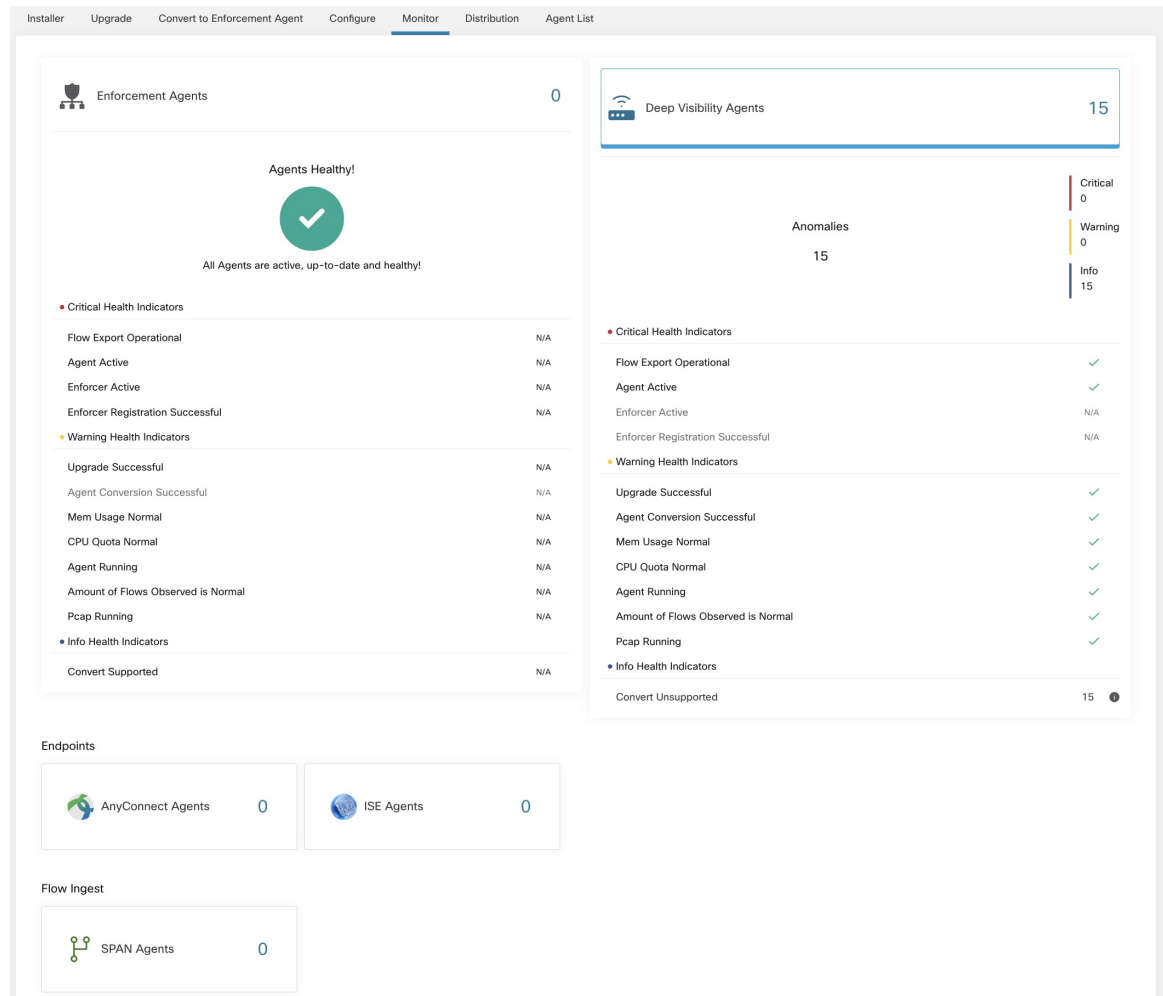 Installer Upgrade Convert to Enforcement Agent Configure Monitor Distribution Agent List
Enforcement Agents 0
Agents Healthy!
All Agents are active, up-to-date and healthy!
Critical Health Indicators
Flow Export Operational N/A
Agent Active N/A
Enforcer Active N/A
Enforcer Registration Successful N/A
Warning Health Indicators
Upgrade Successful N/A
Agent Conversion Successful N/A
Mem Usage Normal N/A
CPU Quota Normal N/A
Agent Running N/A
Amount of Flows Observed is Normal N/A
Pcap Running N/A
Info Health Indicators
Convert Supported N/A
Deep Visibility Agents 15
Anomalies
15
Critical
0
Warning
0
Info
15
Critical Health Indicators
Flow Export Operational
Agent Active
Enforcer Active N/A
Enforcer Registration Successful N/A
Warning Health Indicators
Upgrade Successful
Agent Conversion Successful
Mem Usage Normal
CPU Quota Normal
Agent Running
Amount of Flows Observed is Normal
Pcap Running
Info Health Indicators
Convert Unsupported 15
Endpoints
AnyConnect Agents 0
ISE Agents 0
Flow Ingest
SPAN Agents 0